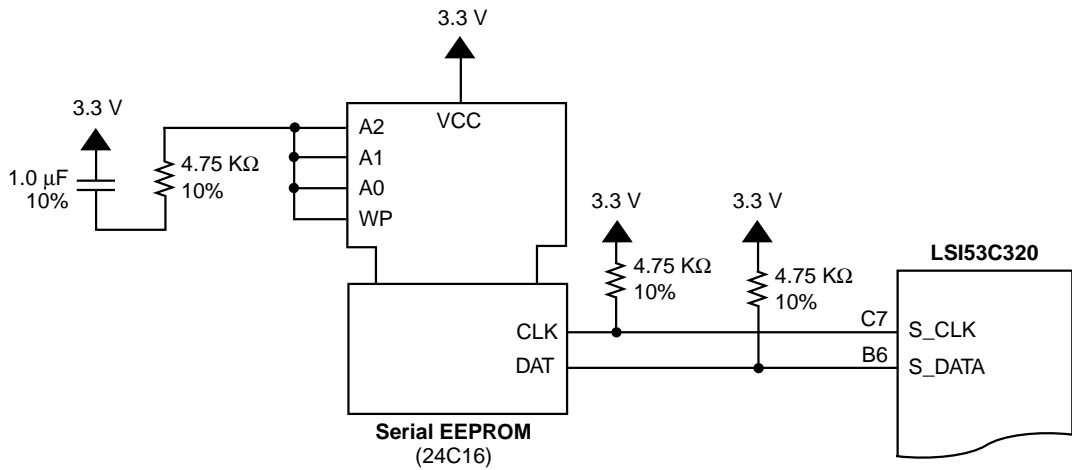 3.3 V
3.3 V
VCC
A2
A1
A0
WP
4.75 KΩ
10%
1.0 μF
10%
3.3 V
3.3 V
4.75 KΩ
10%
4.75 KΩ
10%
LSI53C320
CLK
DAT
C7
B6
S_CLK
S_DATA
Serial EEPROM
(24C16)